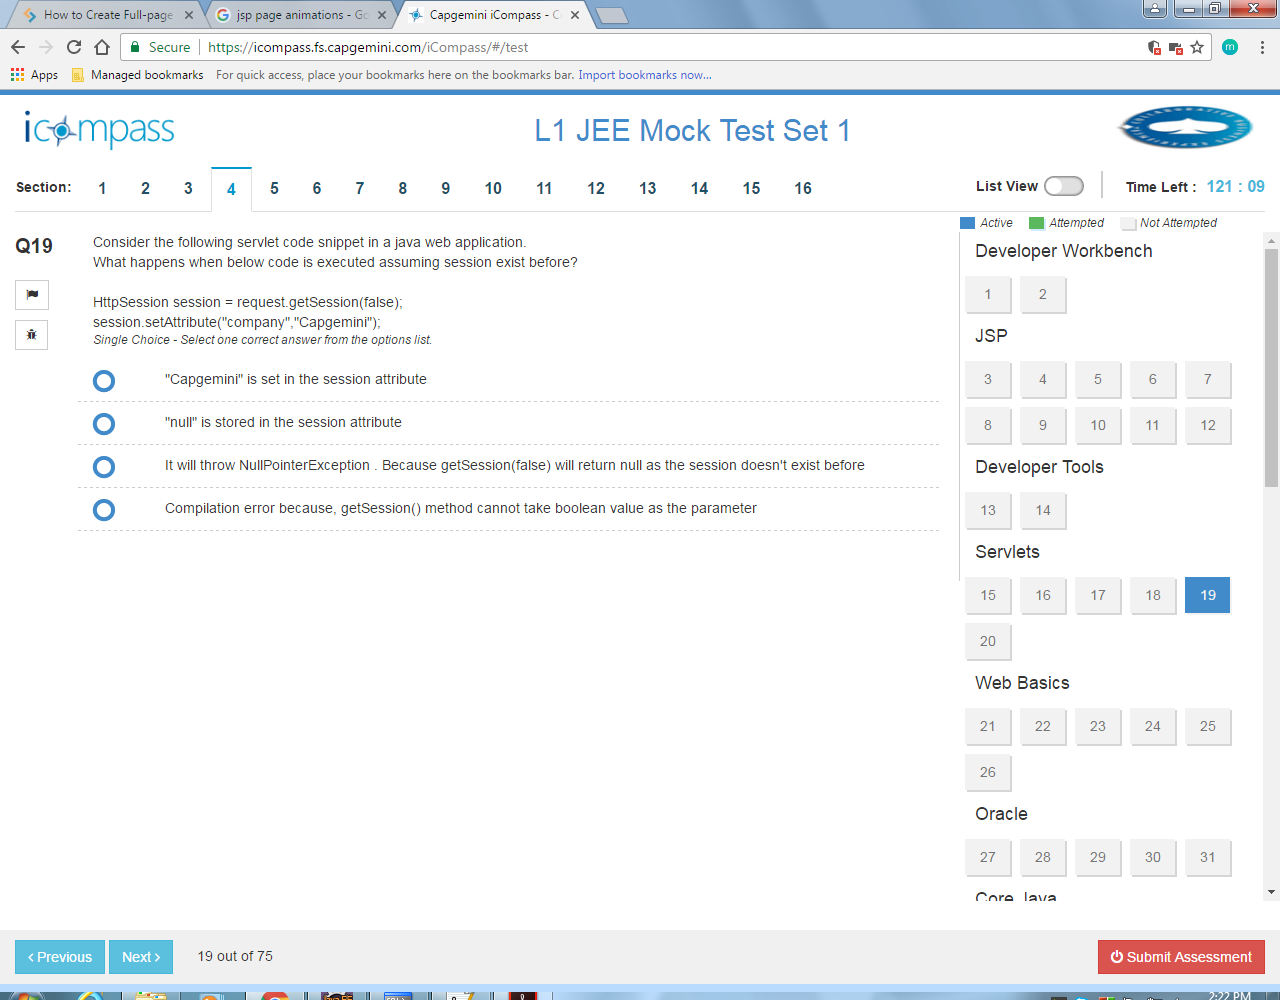 How to Create Full-page
jsp page animations - Go
Capgemini iCompass - C
Secure
https://icompass.fs.capgemini.com/iCompass/#/test
m
Apps
Managed bookmarks
For quick access, place your bookmarks here on the bookmarks bar. Import bookmarks now...
icompass
L1 JEE Mock Test Set 1
Section: 1 2 3 4 5 6 7 8 9 10 11 12 13 14 15 16
List View
Time Left : 121 : 09
Active Attempted Not Attempted
Q19
Consider the following servlet code snippet in a java web application.
What happens when below code is executed assuming session exist before?
HttpSession session = request.getSession(false);
session.setAttribute("company","Capgemini");
Single Choice - Select one correct answer from the options list.
"Capgemini" is set in the session attribute
"null" is stored in the session attribute
It will throw NullPointerException . Because getSession(false) will return null as the session doesn't exist before
Compilation error because, getSession() method cannot take boolean value as the parameter
Developer Workbench
1 2
JSP
3 4 5 6 7
8 9 10 11 12
Developer Tools
13 14
Servlets
15 16 17 18 19
20
Web Basics
21 22 23 24 25
26
Oracle
27 28 29 30 31
Core Java
‹ Previous
Next ›
19 out of 75
Submit Assessment
2:22 PM